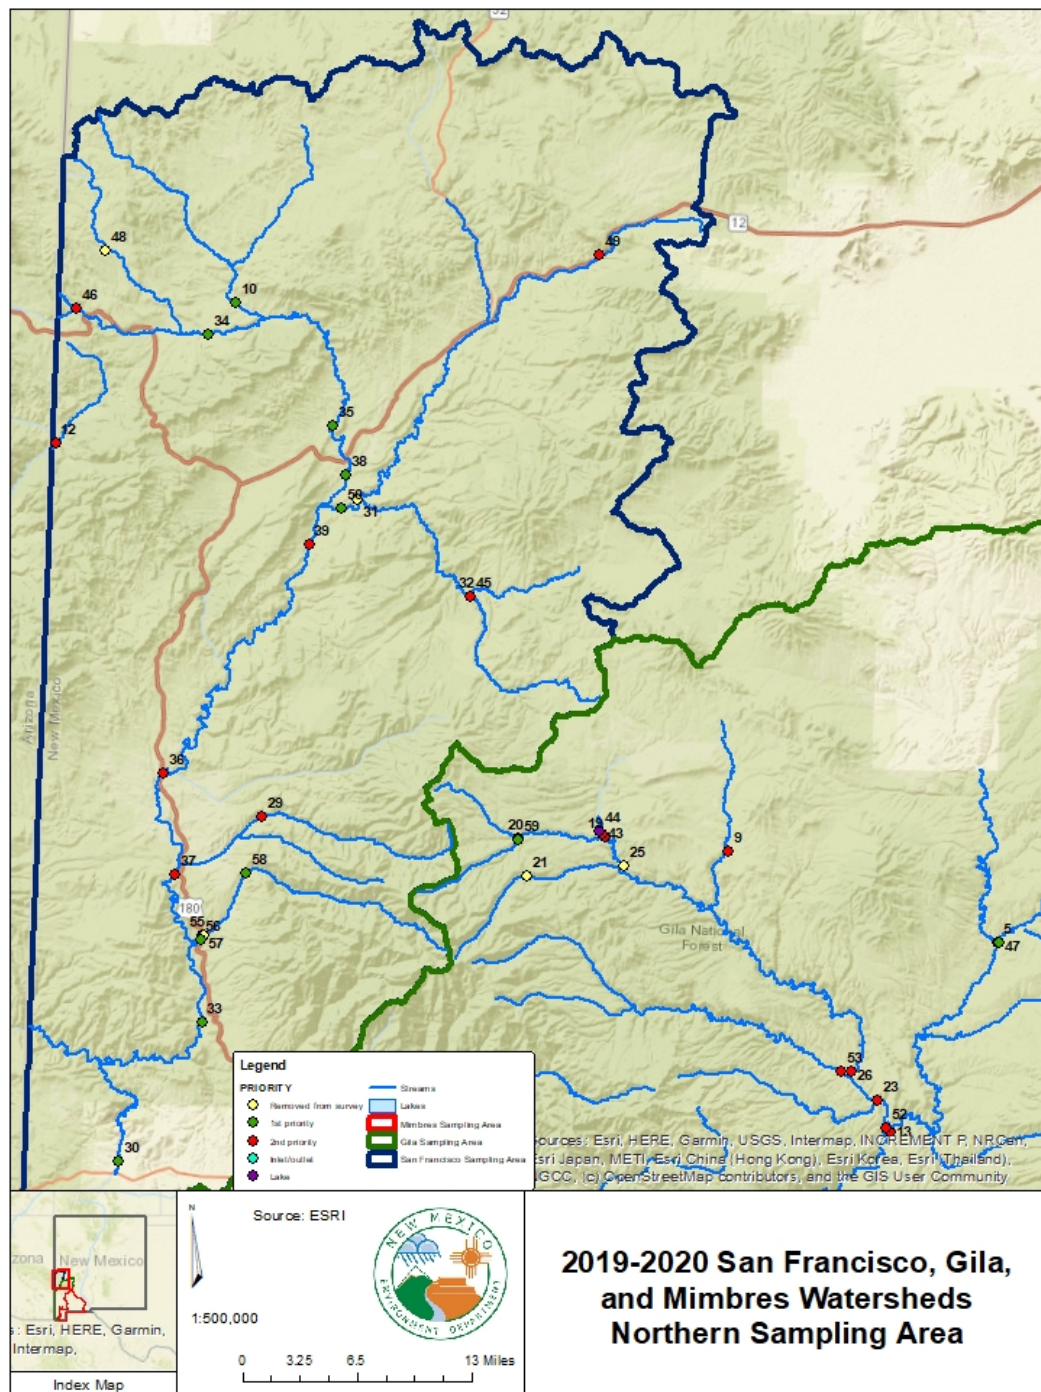 32
12
49
48
10
46
34
12
35
38
50
31
39
32 45
Arizona
New Mexico
36
29
44
19
43
20 59
9
25
21
37
58
180
55 56
57
Gila National
Forest
5
47
33
53
26
23
52
13
30
Legend
PRIORITY
Removed from survey
1st priority
2nd priority
Inlet/outlet
Lake
Streams
Lakes
Mimbres Sampling Area
Gila Sampling Area
San Francisco Sampling Area
Sources: Esri, HERE, Garmin, USGS, Intermap, INCREMENT P, NRCan,
Esri Japan, METI, Esri China (Hong Kong), Esri Korea, Esri (Thailand),
NGCC, (c) OpenStreetMap contributors, and the GIS User Community
zona New Mexico
s: Esri, HERE, Garmin,
Intermap,
Index Map
N
Source: ESRI
1:500,000
NEW MEXICO
ENVIRONMENT DEPARTMENT
0 3.25 6.5 13 Miles
2019-2020 San Francisco, Gila,
and Mimbres Watersheds
Northern Sampling Area